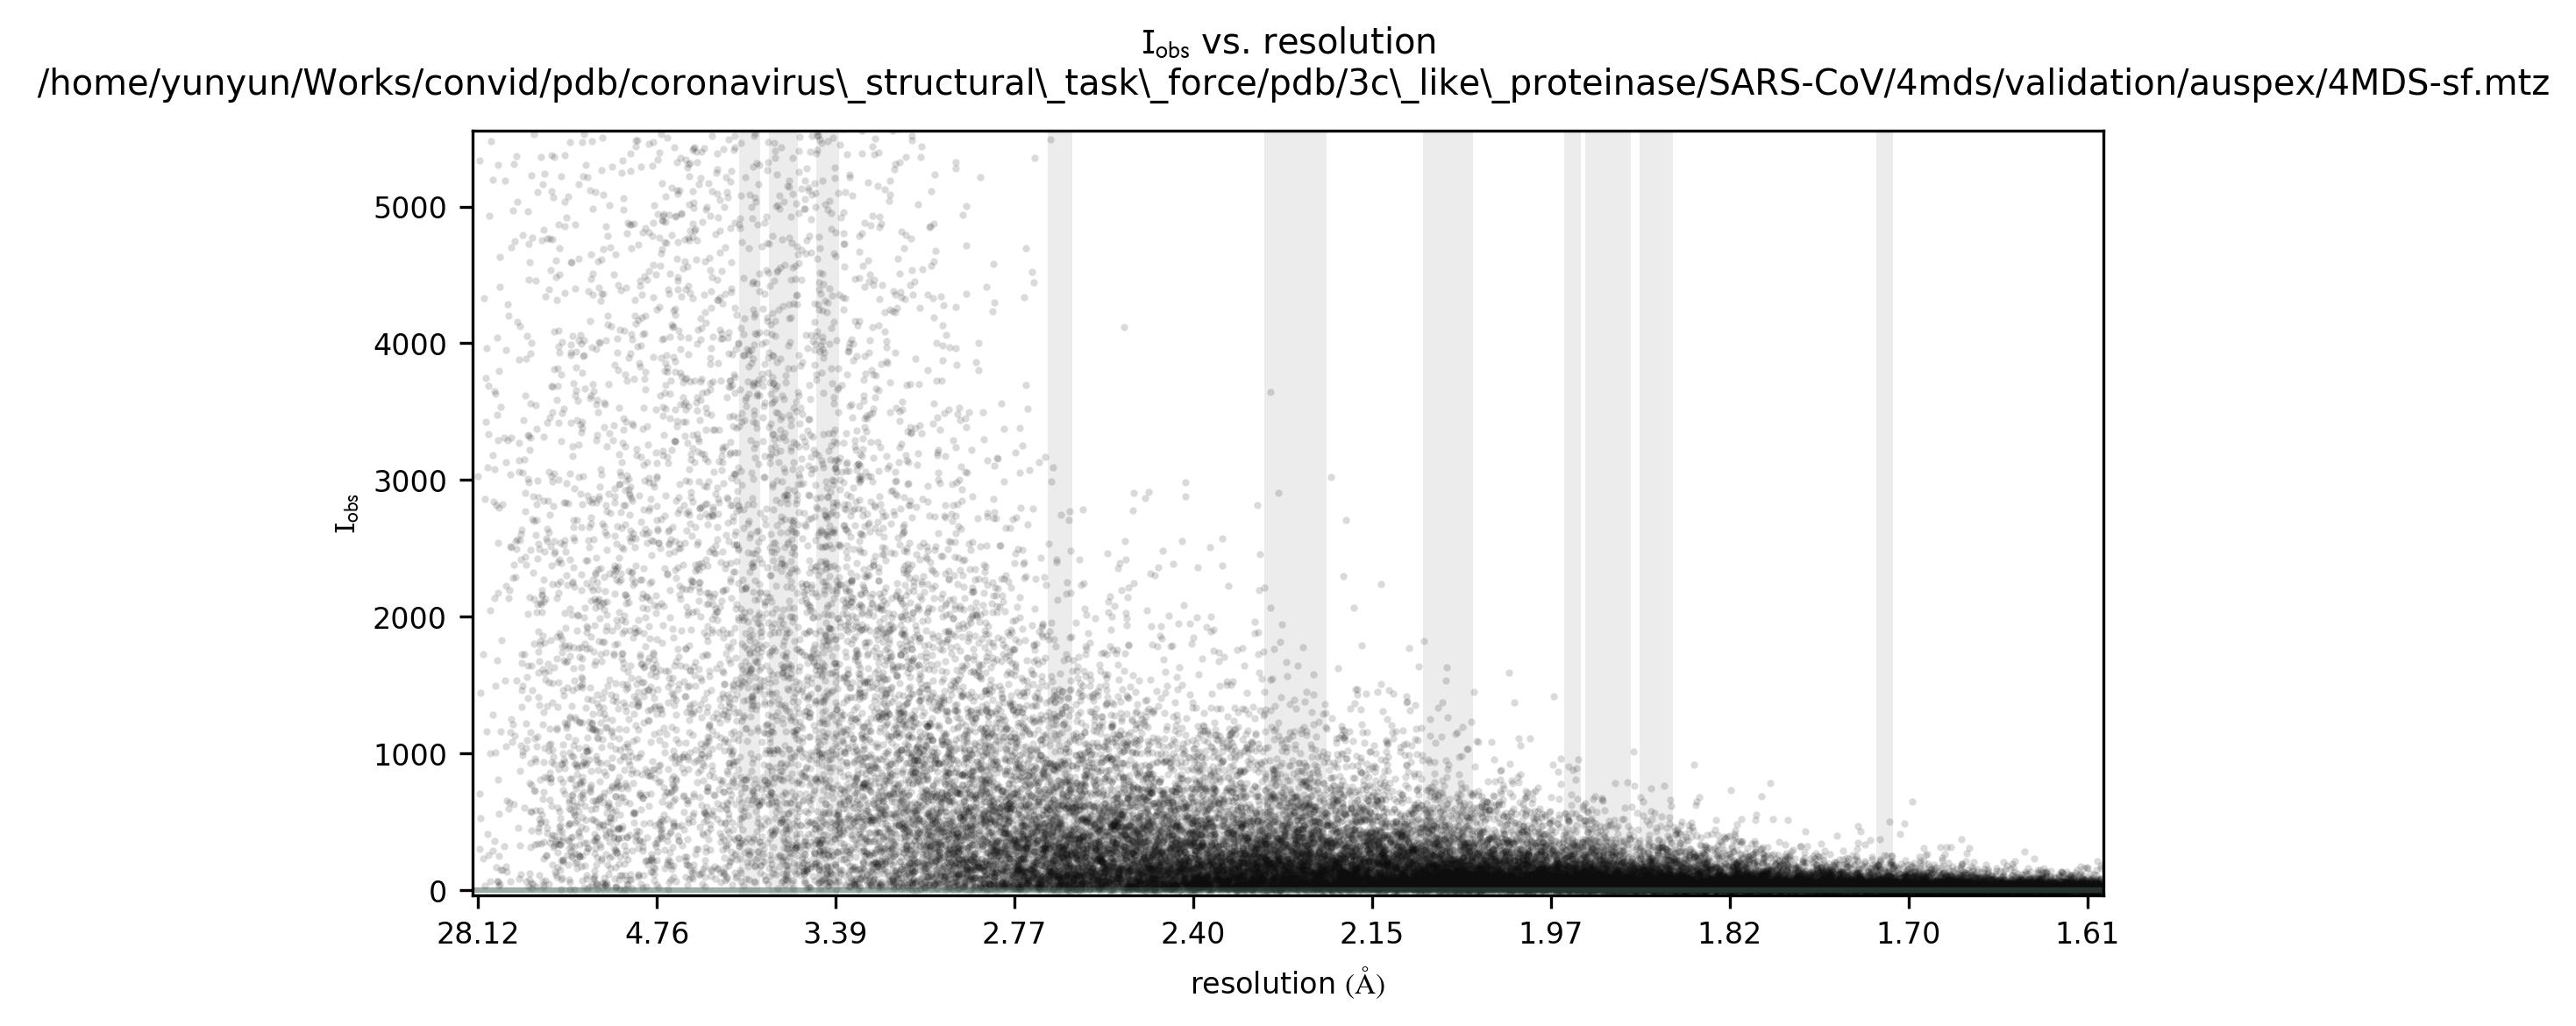 I_obs vs. resolution
/home/yunyun/Works/convid/pdb/coronavirus\_structural\_task\_force/pdb/3c\_like\_proteinase/SARS-CoV/4mds/validation/auspex/4MDS-sf.mtz
5000
4000
3000
2000
1000
0
I_obs
28.12 4.76 3.39 2.77 2.40 2.15 1.97 1.82 1.70 1.61
resolution (Å)